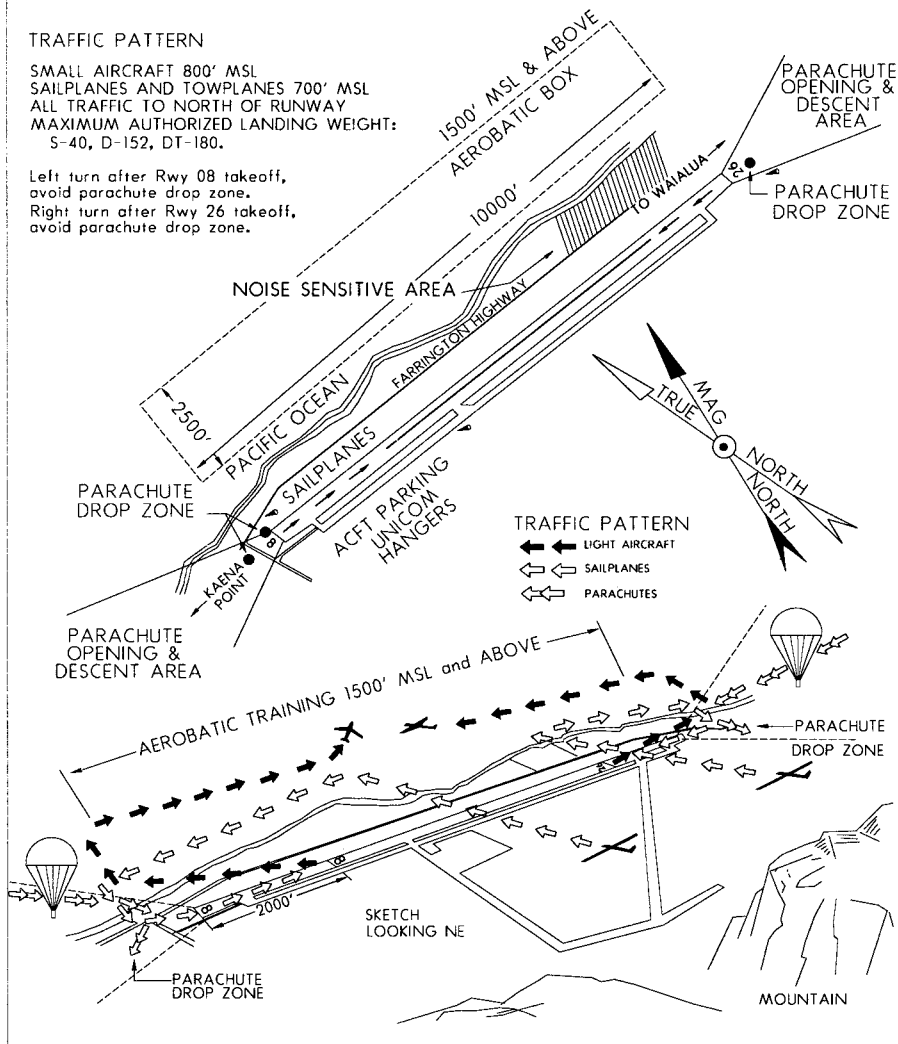 TRAFFIC PATTERN
SMALL AIRCRAFT 800' MSL
SAILPLANES AND TOWPLANES 700' MSL
ALL TRAFFIC TO NORTH OF RUNWAY
MAXIMUM AUTHORIZED LANDING WEIGHT:
S-40, D-152, DT-180.
Left turn after Rwy 08 takeoff,
avoid parachute drop zone.
Right turn after Rwy 26 takeoff,
avoid parachute drop zone.
1500' MSL & ABOVE
AEROBATIC BOX
10000'
2500'
PARACHUTE
OPENING &
DESCENT
AREA
26
PARACHUTE
DROP ZONE
TO WAIALUA
NOISE SENSITIVE AREA
FARRINGTON HIGHWAY
PACIFIC OCEAN
SAILPLANES
PARACHUTE
DROP ZONE
8
KAENA
POINT
ACFT PARKING
UNICOM
HANGERS
PARACHUTE
OPENING &
DESCENT AREA
MAG
TRUE
NORTH
NORTH
TRAFFIC PATTERN
LIGHT AIRCRAFT
SAILPLANES
PARACHUTES
AEROBATIC TRAINING 1500' MSL and ABOVE
PARACHUTE
DROP ZONE
8
8
2000'
SKETCH
LOOKING NE
PARACHUTE
DROP ZONE
MOUNTAIN